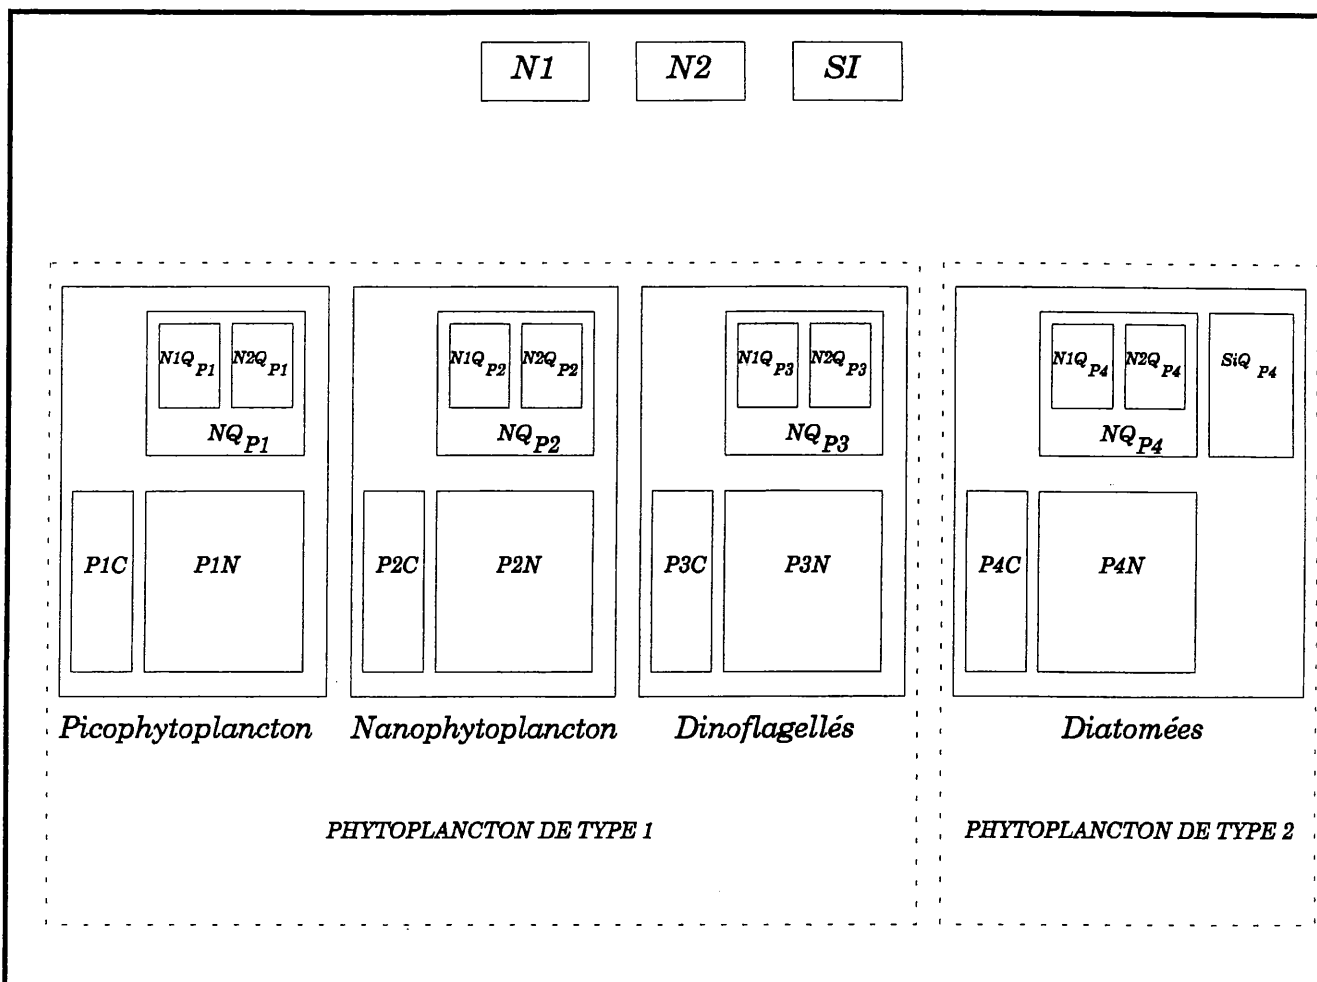 N1 N2 SI
N1Q P1 N2Q P1 N1Q P2 N2Q P2 N1Q P3 N2Q P3 N1Q P4 N2Q P4 SiQ P4
NQ P1 NQ P2 NQ P3 NQ P4
P1C P1N P2C P2N P3C P3N P4C P4N
Picophytoplancton Nanophytoplancton Dinoflagellés Diatomées
PHYTOPLANCTON DE TYPE 1 PHYTOPLANCTON DE TYPE 2